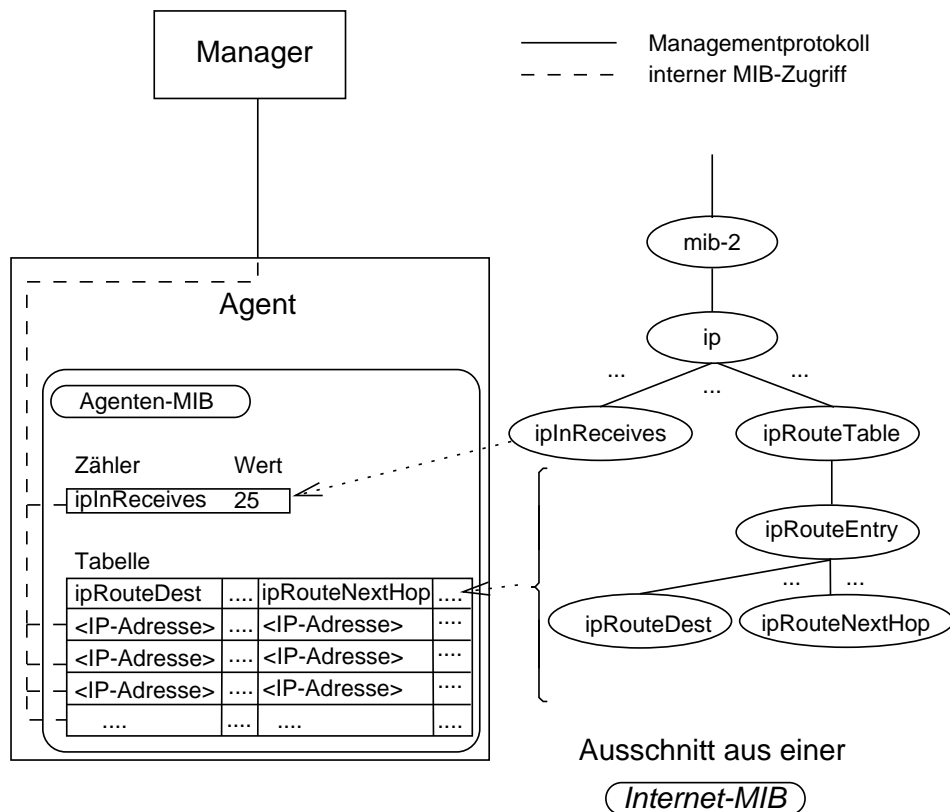 Manager
Managementprotokoll
interner MIB-Zugriff
mib-2
Agent
ip
... ... ...
Agenten-MIB
ipInReceives
ipRouteTable
Zähler Wert
ipInReceives 25
ipRouteEntry
Tabelle
ipRouteDest .... ipRouteNextHop ....
<IP-Adresse> .... <IP-Adresse> ....
<IP-Adresse> .... <IP-Adresse> ....
<IP-Adresse> .... <IP-Adresse> ....
.... .... .... ....
... ...
ipRouteDest
ipRouteNextHop
Ausschnitt aus einer
Internet-MIB